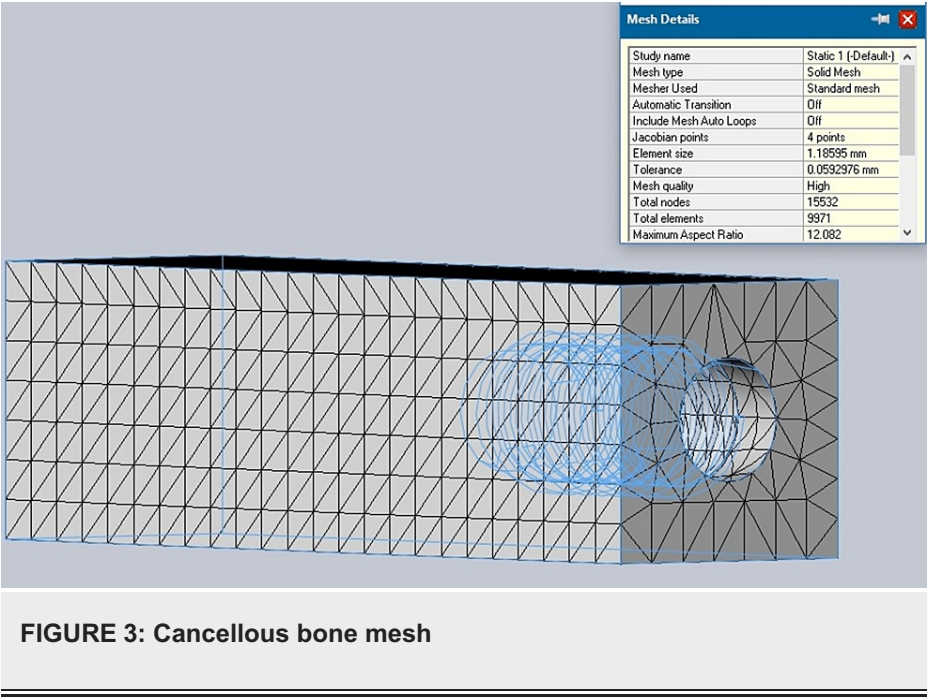 Mesh Details
Study name Static 1 (-Default-)
Mesh type Solid Mesh
Mesher Used Standard mesh
Automatic Transition Off
Include Mesh Auto Loops Off
Jacobian points 4 points
Element size 1.18595 mm
Tolerance 0.0592976 mm
Mesh quality High
Total nodes 15532
Total elements 9971
Maximum Aspect Ratio 12.082
FIGURE 3: Cancellous bone mesh